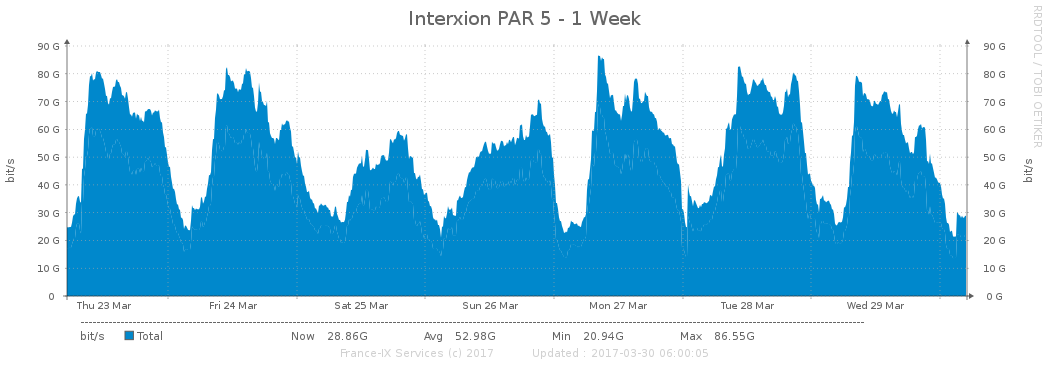 Interxion PAR 5 - 1 Week
RRDTOOL / TOBI OETIKER
bit/s
90 G
80 G
70 G
60 G
50 G
40 G
30 G
20 G
10 G
0
90 G
80 G
70 G
60 G
50 G
40 G
30 G
20 G
10 G
0 G
bit/s
Thu 23 Mar Fri 24 Mar Sat 25 Mar Sun 26 Mar Mon 27 Mar Tue 28 Mar Wed 29 Mar
bit/s Total Now 28.86G Avg 52.98G Min 20.94G Max 86.55G
France-IX Services (c) 2017 Updated : 2017-03-30 06:00:05